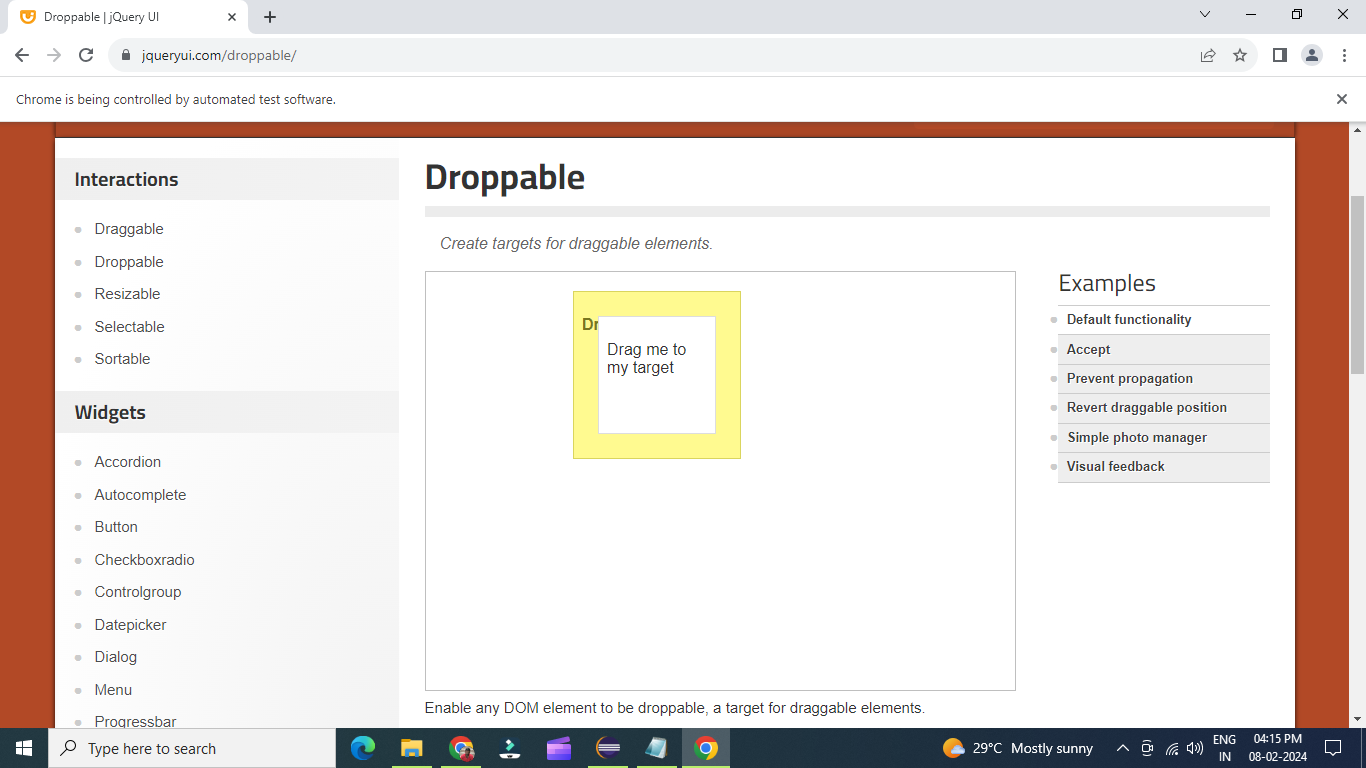 Droppable | jQuery UI
jqueryui.com/droppable/
Chrome is being controlled by automated test software.
Interactions
Draggable
Droppable
Resizable
Selectable
Sortable
Widgets
Accordion
Autocomplete
Button
Checkboxradio
Controlgroup
Datepicker
Dialog
Menu
Progressbar
Droppable
Create targets for draggable elements.
Dr
Drag me to
my target
Enable any DOM element to be droppable, a target for draggable elements.
Examples
Default functionality
Accept
Prevent propagation
Revert draggable position
Simple photo manager
Visual feedback
Type here to search
29°C Mostly sunny
ENG
IN
04:15 PM
08-02-2024